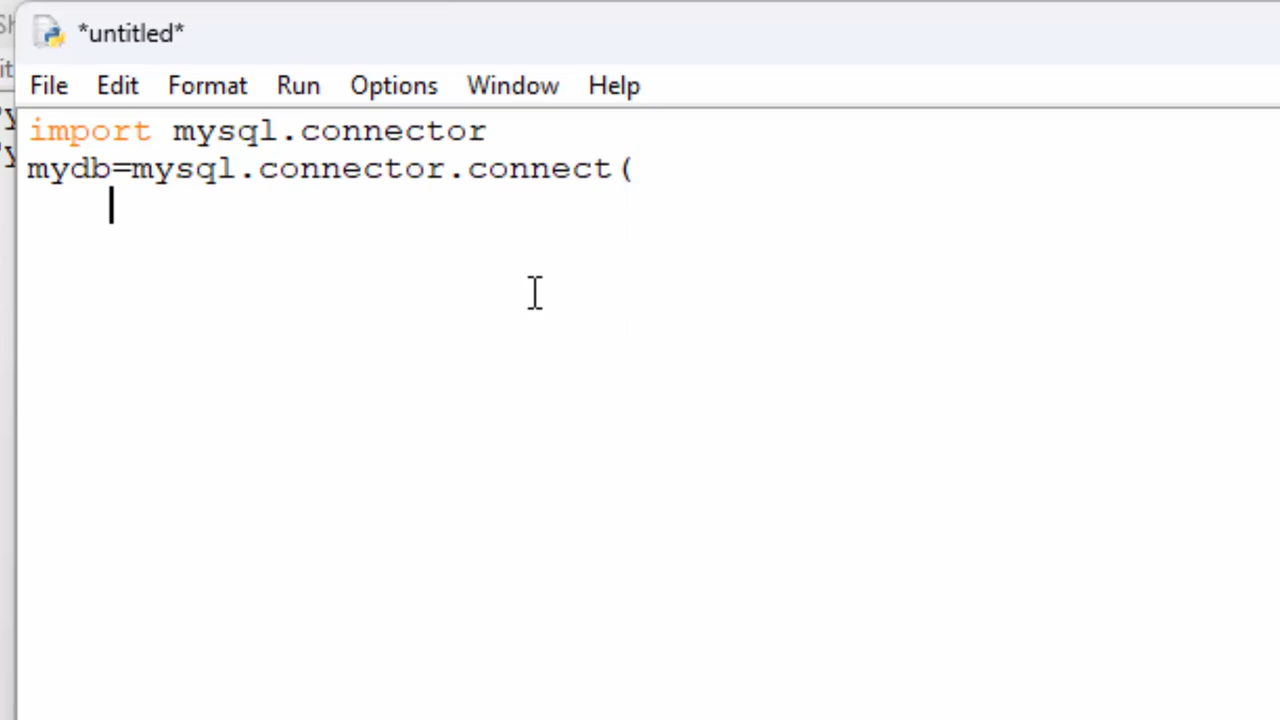 *untitled*
File Edit Format Run Options Window Help
import mysql.connector
mydb=mysql.connector.connect(